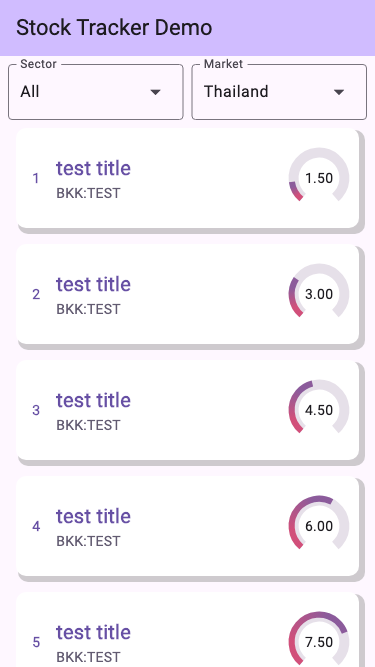 Stock Tracker Demo
Sector
Market
All
Thailand
1
test title
BKK:TEST
1.50
2
test title
BKK:TEST
3.00
3
test title
BKK:TEST
4.50
4
test title
BKK:TEST
6.00
5
test title
BKK:TEST
7.50